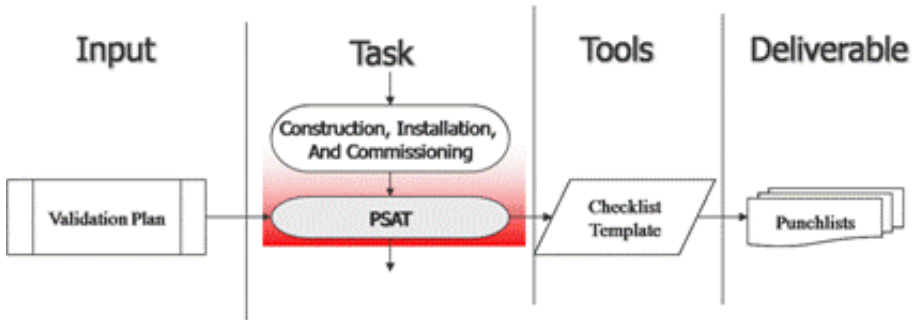 Input
Task
Tools
Deliverable
Construction, Installation,
And Commissioning
Validation Plan
PSAT
Checklist
Template
Punchlists